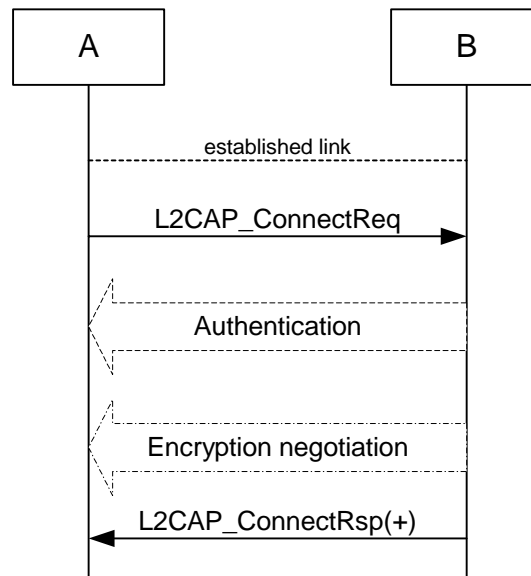 A
B
established link
L2CAP_ConnectReq
Authentication
Encryption negotiation
L2CAP_ConnectRsp(+)